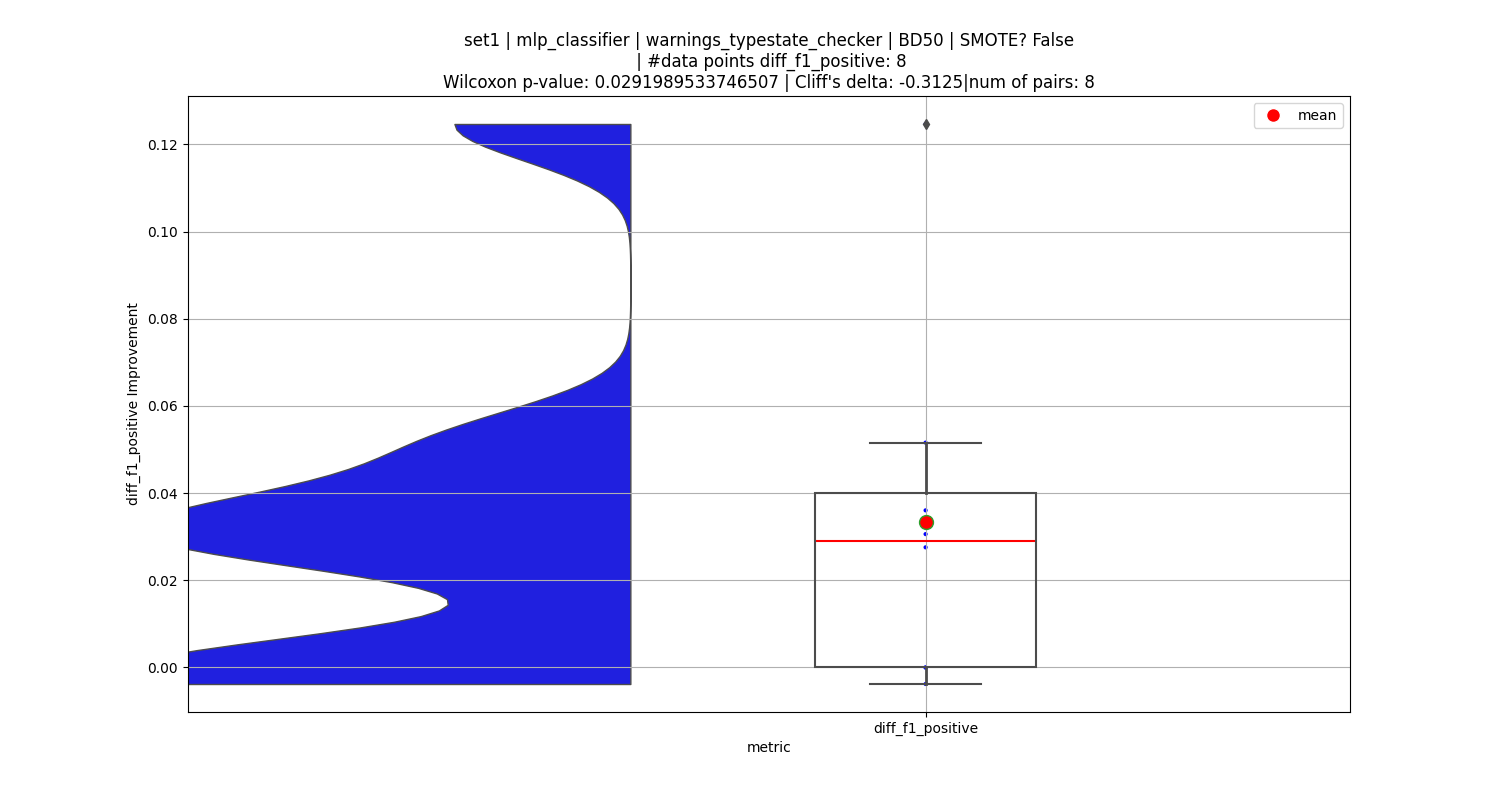 set1 | mlp_classifier | warnings_typestate_checker | BD50 | SMOTE? False
| #data points diff_f1_positive: 8
Wilcoxon p-value: 0.0291989533746507 | Cliff's delta: -0.3125|num of pairs: 8
mean
0.12
0.10
0.08
0.06
0.04
0.02
0.00
diff_f1_positive Improvement
diff_f1_positive
metric